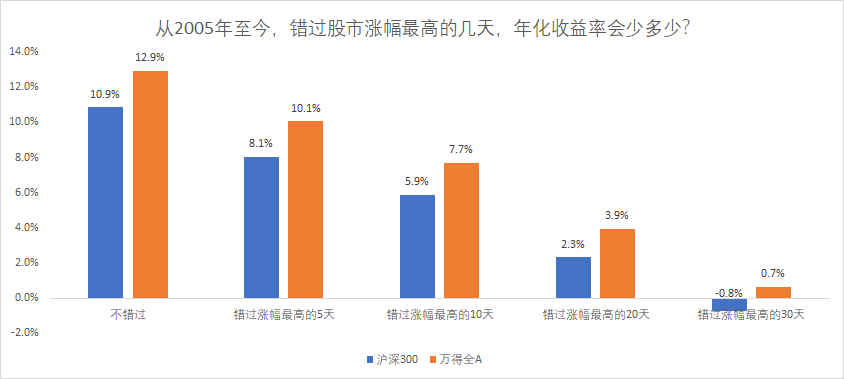 从2005年至今，错过股市涨幅最高的几天，年化收益率会少多少？
14.0%
12.0%
10.0%
8.0%
6.0%
4.0%
2.0%
0.0%
-2.0%
10.9%
12.9%
8.1%
10.1%
5.9%
7.7%
2.3%
3.9%
-0.8%
0.7%
不错过
错过涨幅最高的5天
错过涨幅最高的10天
错过涨幅最高的20天
错过涨幅最高的30天
沪深300
万得全A